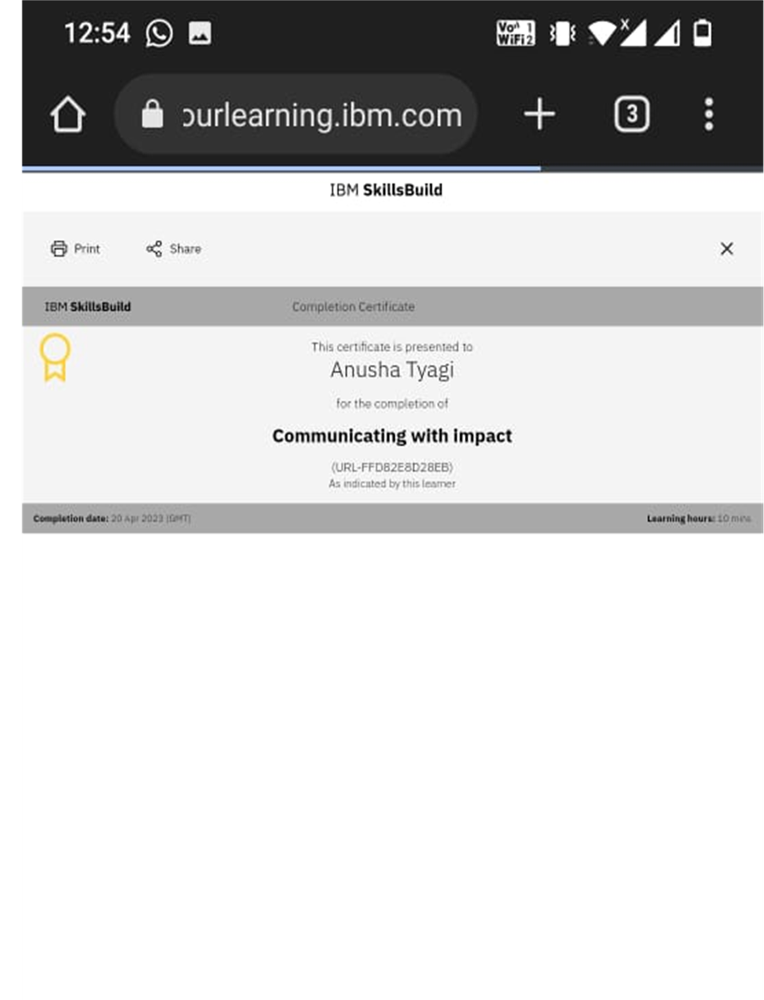 12:54 Vo)) 1
WiFi 2
ourlearning.ibm.com 3
IBM SkillsBuild
Print Share
IBM SkillsBuild Completion Certificate
This certificate is presented to
Anusha Tyagi
for the completion of
Communicating with impact
(URL-FFD82E8D28EB)
As indicated by this learner
Completion date: 20 Apr 2023 (GMT) Learning hours: 10 mins